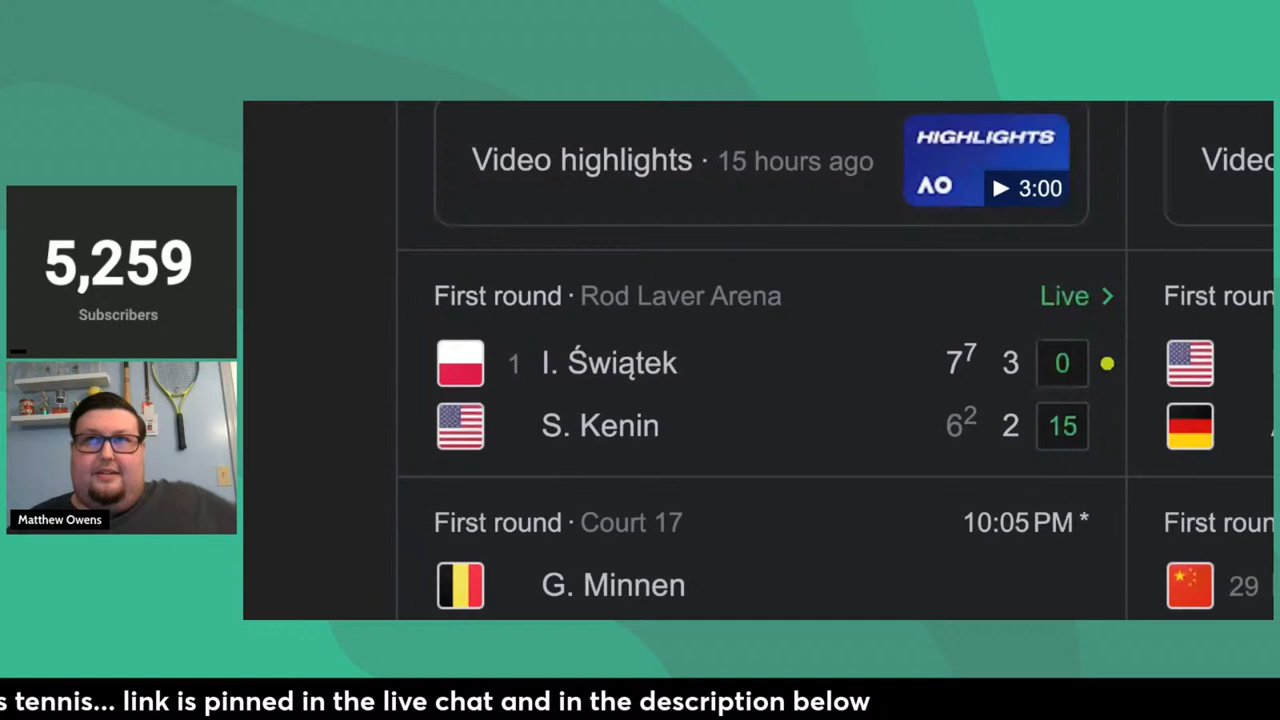 5,259
Subscribers
Matthew Owens
Video highlights · 15 hours ago
HIGHLIGHTS
AO
3:00
Video
First round · Rod Laver Arena
Live >
1 I. Świątek 7⁷ 3 0
S. Kenin 6² 2 15
First round · Court 17
10:05 PM *
G. Minnen
First roun
First roun
29
s tennis... link is pinned in the live chat and in the description below